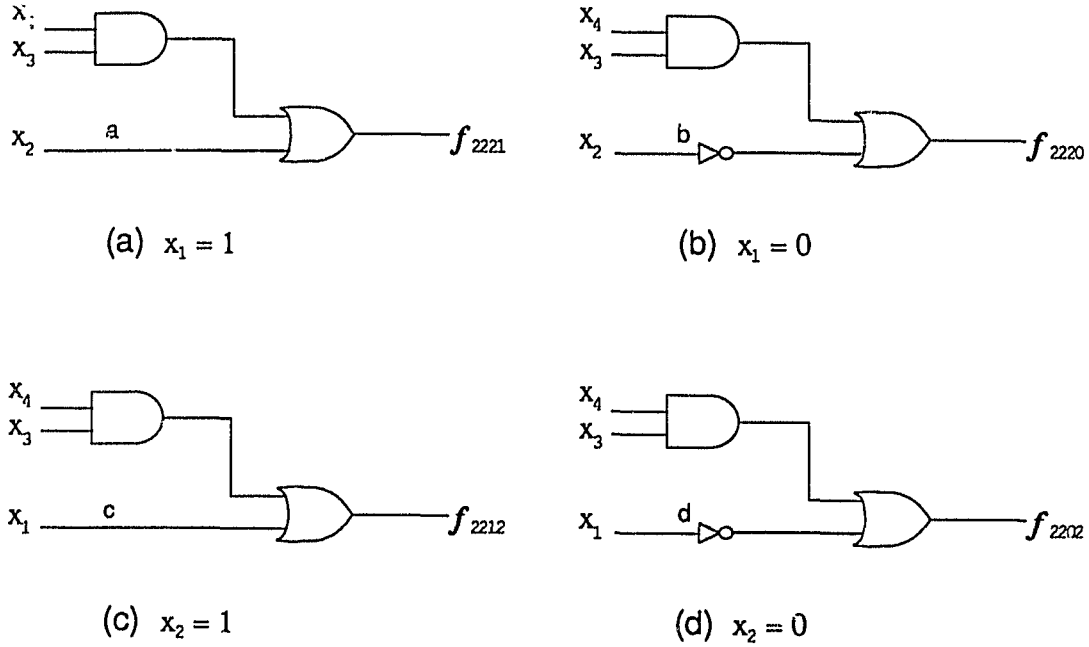 x₃
a
x₂
f₂₂₂₁
(a) x₁ = 1
x₄
x₃
b
x₂
f₂₂₂₀
(b) x₁ = 0
x₄
x₃
c
x₁
f₂₂₁₂
(c) x₂ = 1
x₄
x₃
d
x₁
f₂₂₀₂
(d) x₂ = 0